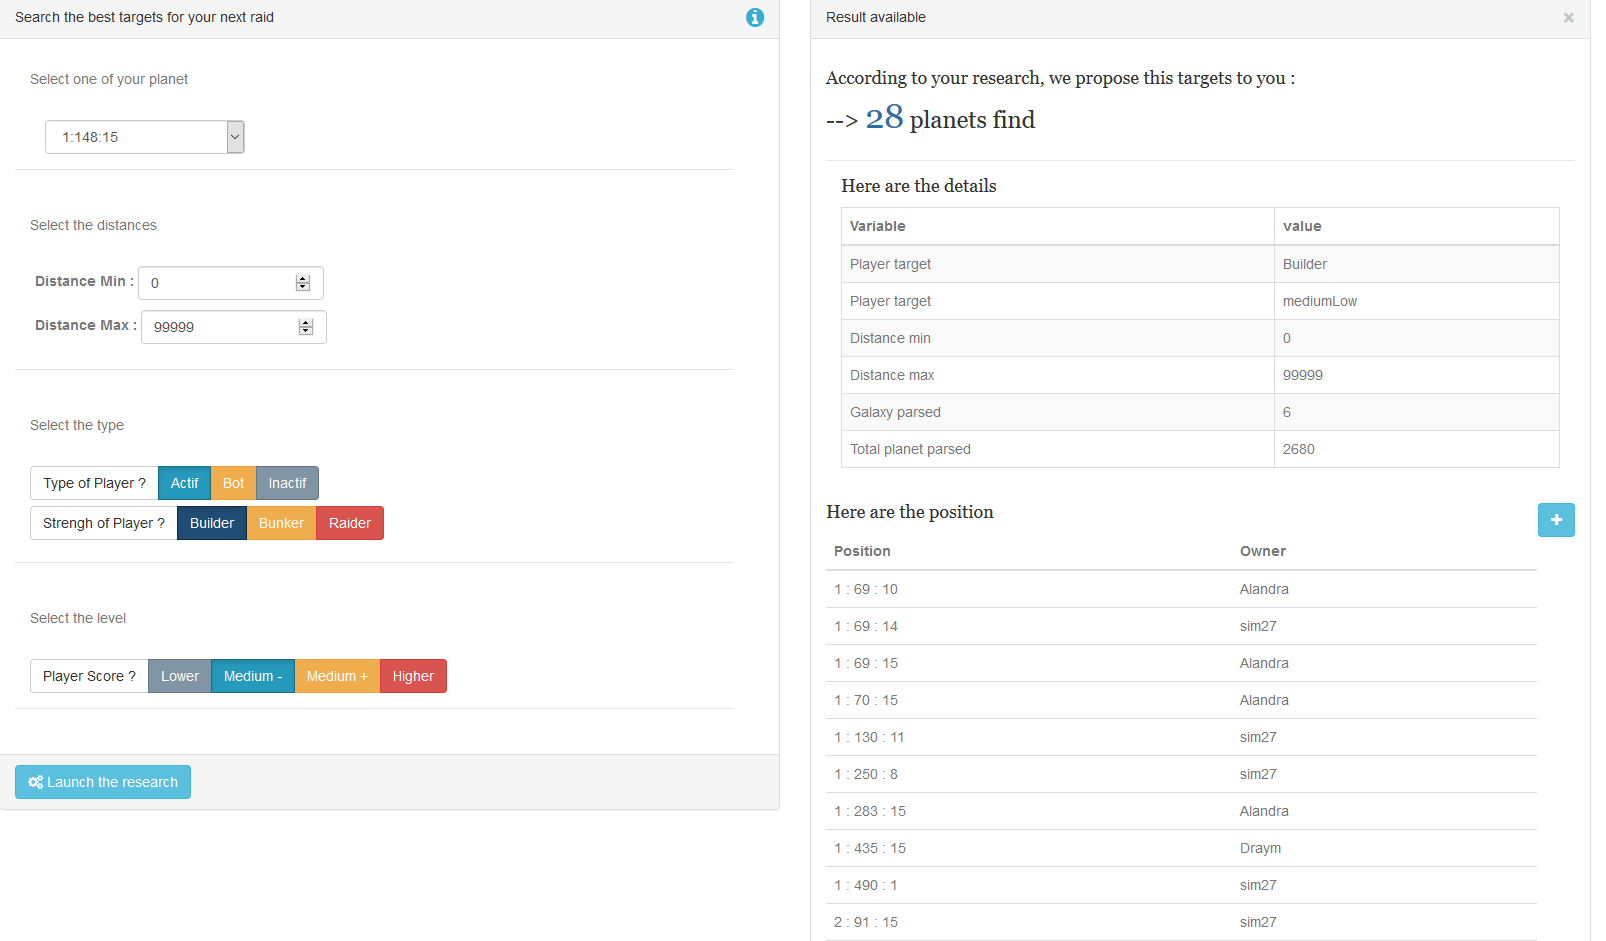 Search the best targets for your next raid
Select one of your planet
1:148:15
Select the distances
Distance Min : 0
Distance Max : 99999
Select the type
Type of Player ? Actif Bot Inactif
Strengh of Player ? Builder Bunker Raider
Select the level
Player Score ? Lower Medium - Medium + Higher
Launch the research
Result available ×
According to your research, we propose this targets to you :
--> 28 planets find
Here are the details
Variable value
Player target Builder
Player target mediumLow
Distance min 0
Distance max 99999
Galaxy parsed 6
Total planet parsed 2680
Here are the position
+
Position Owner
1 : 69 : 10 Alandra
1 : 69 : 14 sim27
1 : 69 : 15 Alandra
1 : 70 : 15 Alandra
1 : 130 : 11 sim27
1 : 250 : 8 sim27
1 : 283 : 15 Alandra
1 : 435 : 15 Draym
1 : 490 : 1 sim27
2 : 91 : 15 sim27